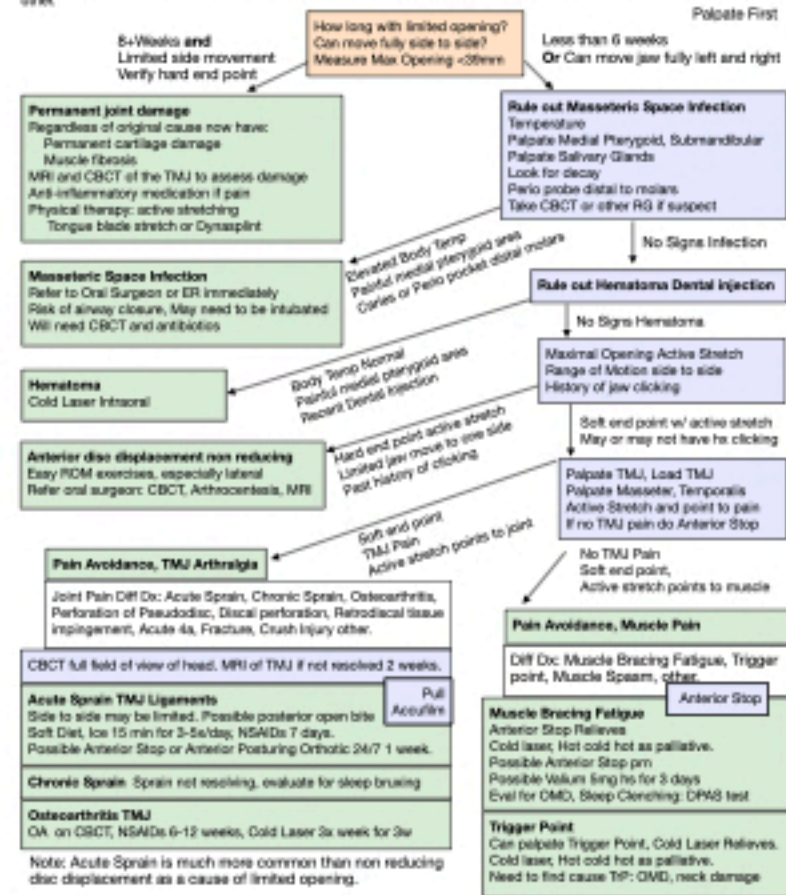 other.
Palpate First
How long with limited opening?
Can move fully side to side?
Measure Max Opening <39mm
8+Weeks and
Limited side movement
Verify hard end point
Less than 6 weeks
Or Can move jaw fully left and right
Permanent joint damage
Regardless of original cause now have:
Permanent cartilage damage
Muscle fibrosis
MRI and CBCT of the TMJ to assess damage
Anti-inflammatory medication if pain
Physical therapy: active stretching
Tongue blade stretch or Dynasplint
Rule out Masseteric Space Infection
Temperature
Palpate Medial Pterygoid, Submandibular
Palpate Salivary Glands
Look for decay
Perio probe distal to molars
Take CBCT or other RG if suspect
Elevated Body Temp
Painful medial pterygoid area
Caries or Perio pocket distal molars
No Signs Infection
Masseteric Space Infection
Refer to Oral Surgeon or ER immediately
Risk of airway closure, May need to be intubated
Will need CBCT and antibiotics
Rule out Hematoma Dental injection
No Signs Hematoma
Body Temp Normal
Painful medial pterygoid area
Recent Dental Injection
Hematoma
Cold Laser Intraoral
Maximal Opening Active Stretch
Range of Motion side to side
History of jaw clicking
Hard end point active stretch
Limited jaw move to one side
Past history of clicking
Soft end point w/ active stretch
May or may not have hx clicking
Anterior disc displacement non reducing
Easy ROM exercises, especially lateral
Refer oral surgeon: CBCT, Arthrocentesis, MRI
Palpate TMJ, Load TMJ
Palpate Masseter, Temporalis
Active Stretch and point to pain
If no TMJ pain do Anterior Stop
Soft end point
TMJ Pain
Active stretch points to joint
No TMJ Pain
Soft end point,
Active stretch points to muscle
Pain Avoidance, TMJ Arthralgia
Joint Pain Diff Dx: Acute Sprain, Chronic Sprain, Osteoarthritis,
Perforation of Pseudodisc, Discal perforation, Retrodiscal tissue
impingement, Acute 4a, Fracture, Crush Injury other.
CBCT full field of view of head. MRI of TMJ if not resolved 2 weeks.
Pull
Accufilm
Acute Sprain TMJ Ligaments
Side to side may be limited. Possible posterior open bite
Soft Diet, Ice 15 min for 3-5x/day, NSAIDs 7 days.
Possible Anterior Stop or Anterior Posturing Orthotic 24/7 1 week.
Chronic Sprain Sprain not resolving, evaluate for sleep bruxing
Osteoarthritis TMJ
OA on CBCT, NSAIDs 6-12 weeks, Cold Laser 3x week for 3w
Note: Acute Sprain is much more common than non reducing
disc displacement as a cause of limited opening.
Pain Avoidance, Muscle Pain
Diff Dx: Muscle Bracing Fatigue, Trigger
point, Muscle Spasm, other.
Anterior Stop
Muscle Bracing Fatigue
Anterior Stop Relieves
Cold laser, Hot cold hot as palliative.
Possible Anterior Stop prn
Possible Valium 5mg hs for 3 days
Eval for OMD, Sleep Clenching: DPAS test
Trigger Point
Can palpate Trigger Point, Cold Laser Relieves.
Cold laser, Hot cold hot as palliative.
Need to find cause TrP: OMD, neck damage